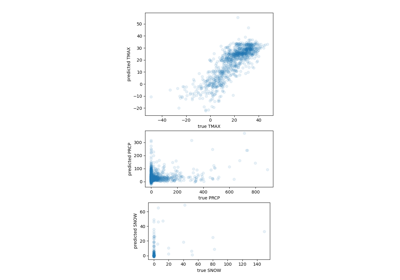 50
40
30
20
10
0
−10
−20
predicted TMAX
−40 −20 0 20 40
true TMAX
300
200
100
0
predicted PRCP
0 200 400 600 800
true PRCP
60
40
20
0
predicted SNOW
0 20 40 60 80 100 120 140
true SNOW